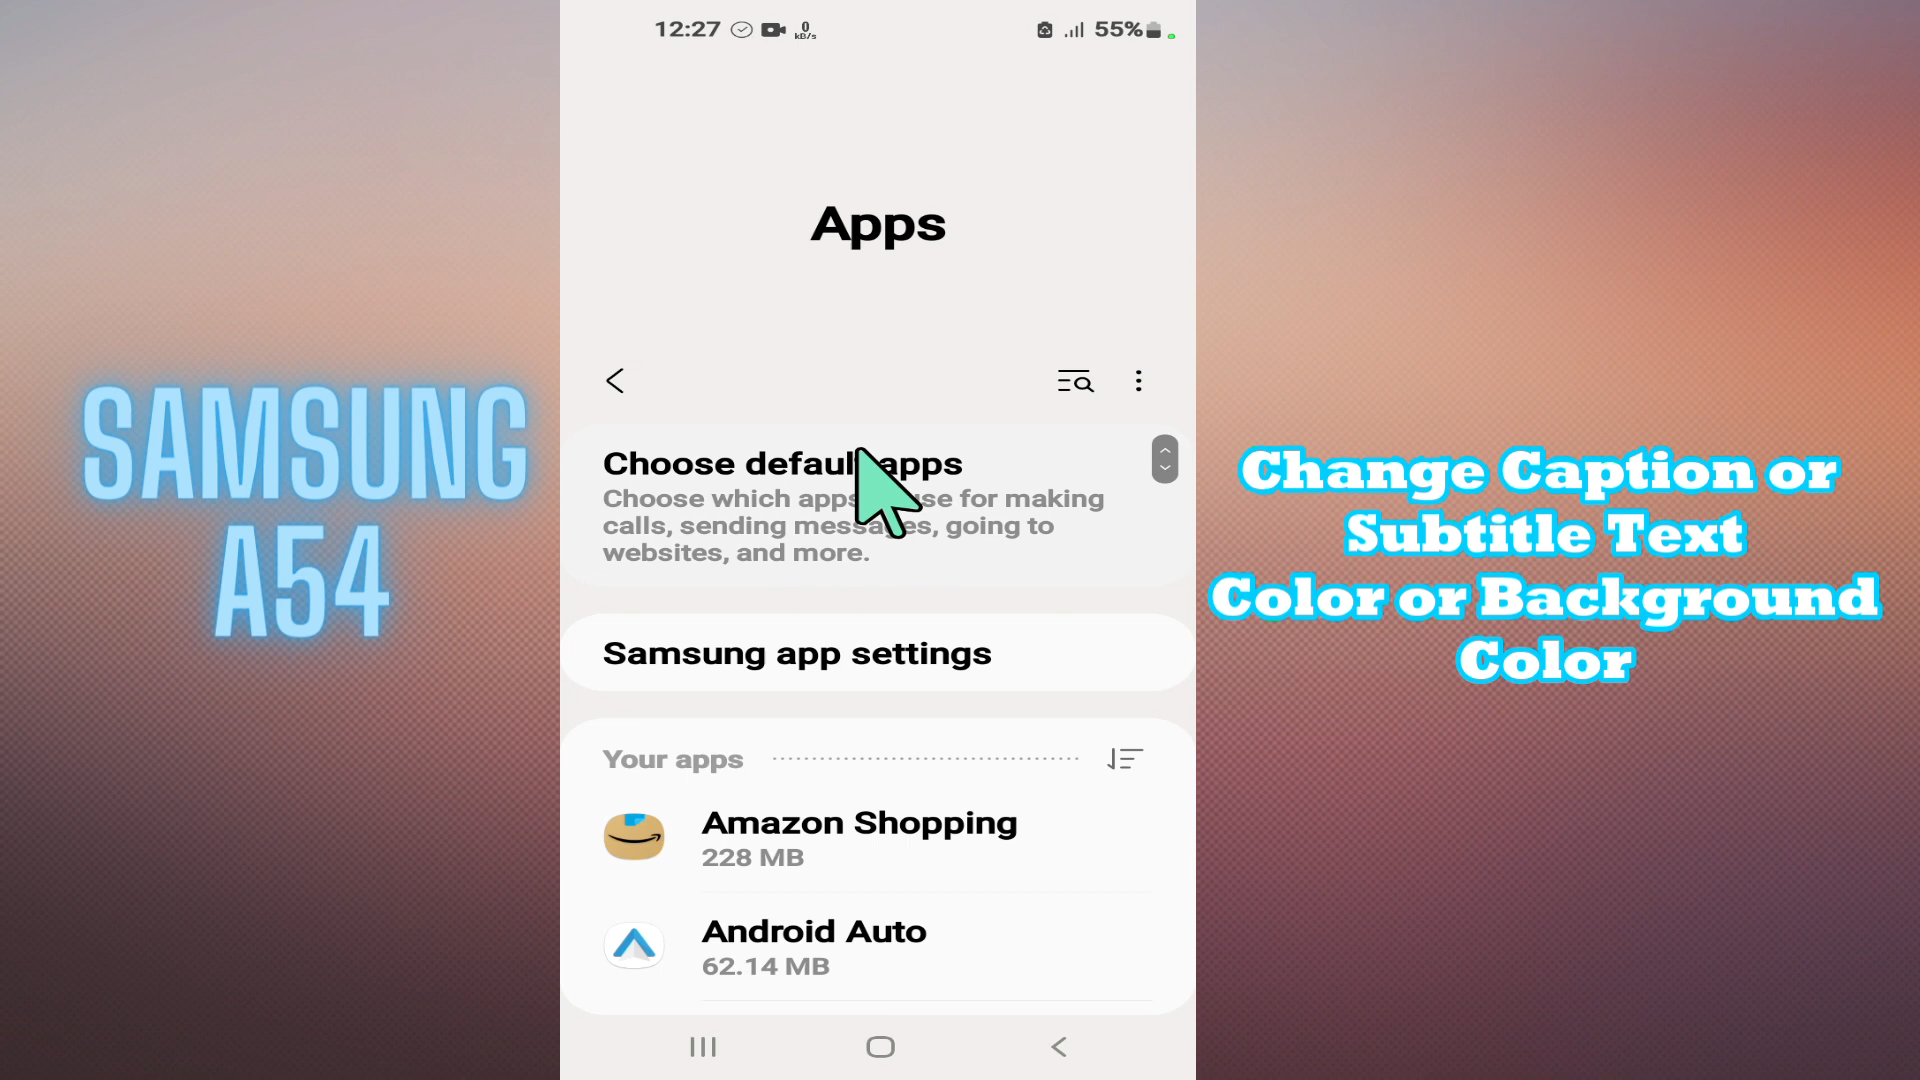 12:27
0
kB/s
55%
SAMSUNG
A54
Apps
Choose default apps
Choose which apps use for making
calls, sending messages, going to
websites, and more.
Samsung app settings
Your apps
Amazon Shopping
228 MB
Android Auto
62.14 MB
Change Caption or
Subtitle Text
Color or Background
Color